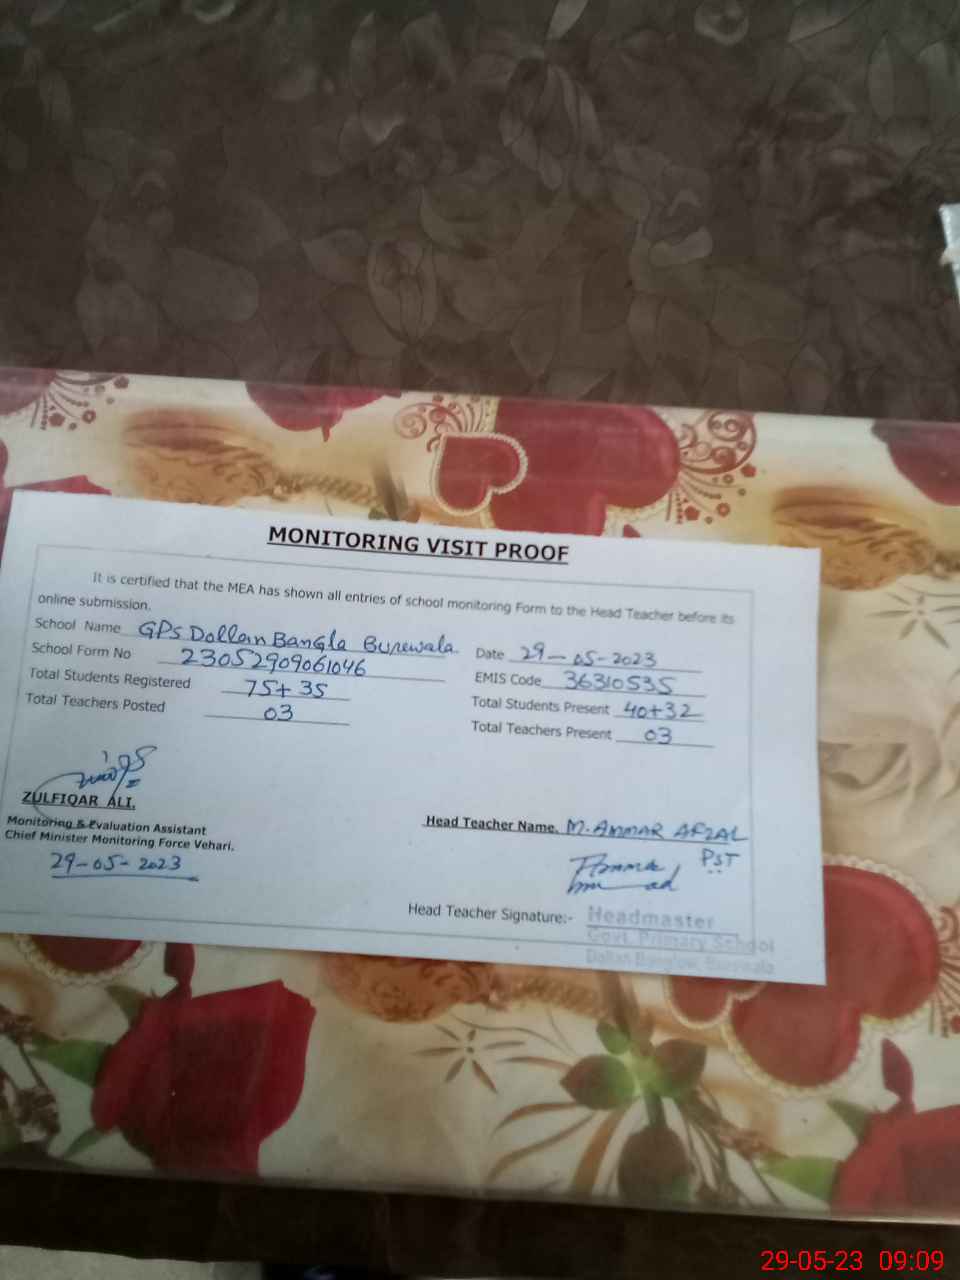 MONITORING VISIT PROOF
It is certified that the MEA has shown all entries of school monitoring Form to the Head Teacher before its
online submission.
School Name GPS Dollan Bangla Burewala
Date 29-05-2023
School Form No 23052909061046
EMIS Code 36310535
Total Students Registered 75+35
Total Students Present 40+32
Total Teachers Posted 03
Total Teachers Present 03
ZULFIQAR ALI.
Monitoring & Evaluation Assistant
Chief Minister Monitoring Force Vehari.
29-05-2023
Head Teacher Name. M. AMMAR AFZAL
PST
Head Teacher Signature:-
Headmaster
Govt. Primary School
Dollan Banglow, Burewala
29-05-23 09:09